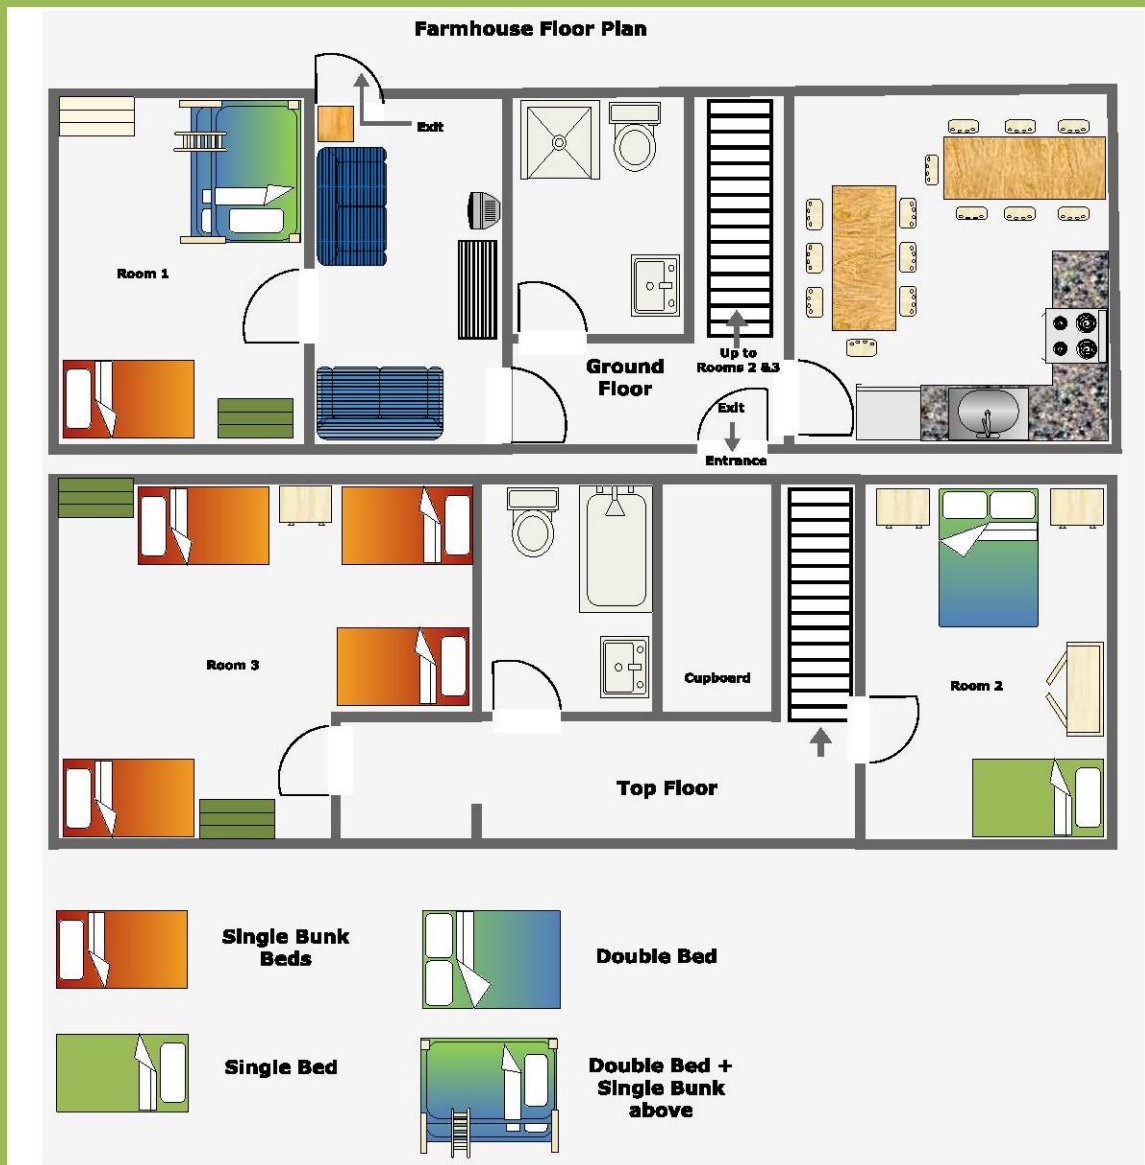 Farmhouse Floor Plan
Exit
Room 1
Ground
Floor
Up to
Rooms 2 &3
Exit
Entrance
Room 3
Cupboard
Room 2
Top Floor
Single Bunk
Beds
Double Bed
Single Bed
Double Bed +
Single Bunk
above